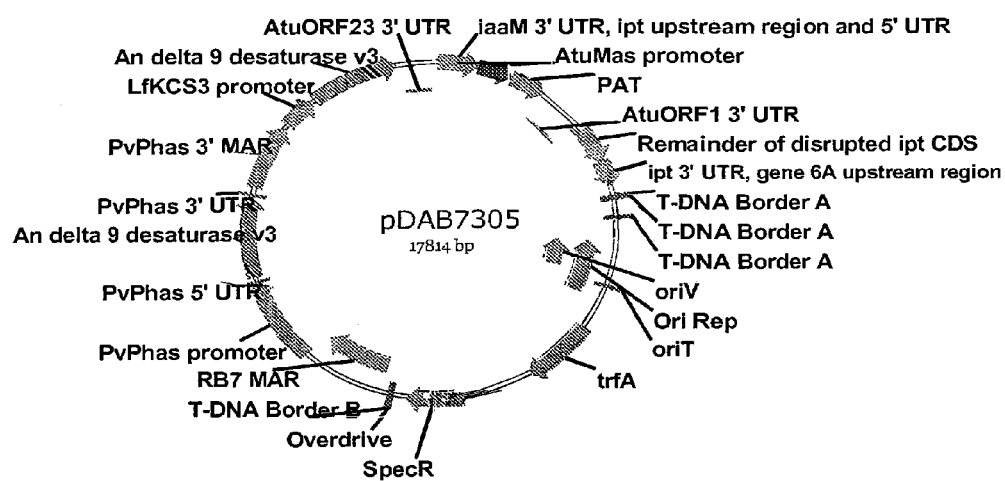 AtuORF23 3' UTR
iaaM 3' UTR, ipt upstream region and 5' UTR
An delta 9 desaturase v3
AtuMas promoter
LfKCS3 promoter
PAT
AtuORF1 3' UTR
PvPhas 3' MAR
Remainder of disrupted ipt CDS
ipt 3' UTR, gene 6A upstream region
PvPhas 3' UTR
T-DNA Border A
pDAB7305
T-DNA Border A
An delta 9 desaturase v3
17814 bp
T-DNA Border A
PvPhas 5' UTR
oriV
Ori Rep
PvPhas promoter
oriT
RB7 MAR
trfA
T-DNA Border B
Overdrive
SpecR